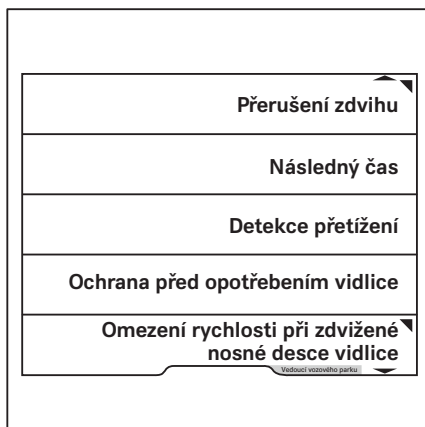 Přerušení zdvihu
Následný čas
Detekce přetížení
Ochrana před opotřebením vidlice
Omezení rychlosti při zdvižené
nosné desce vidlice
Vedoucí vozového parku